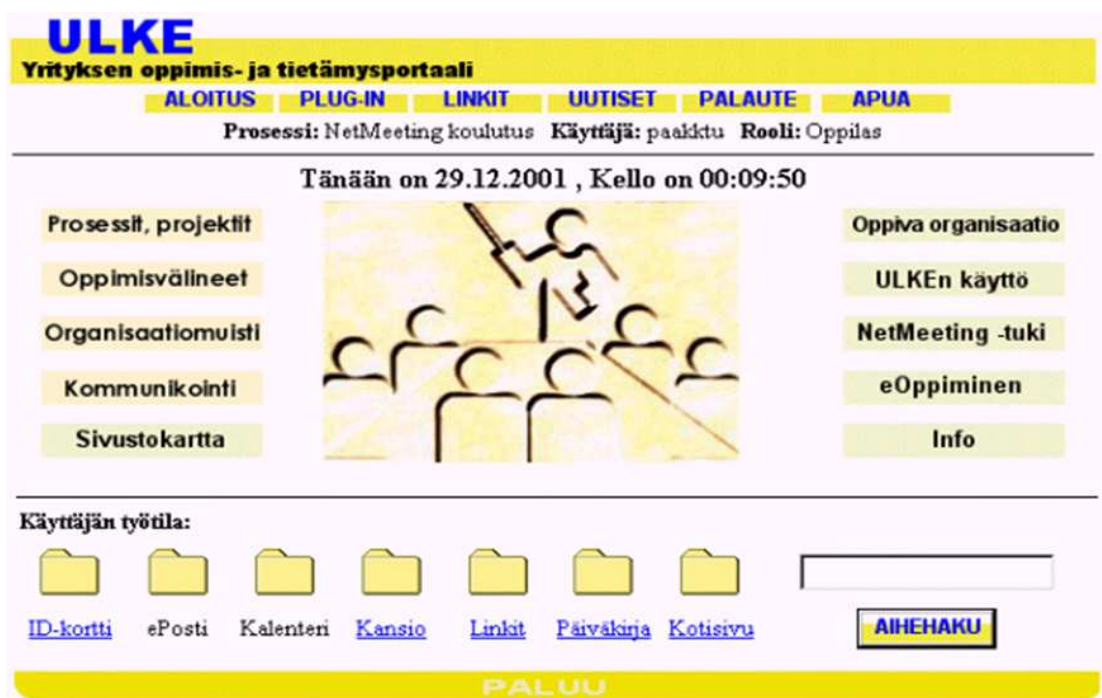 ULKE
Yrityksen oppimis- ja tietämysportaali
ALOITUS PLUG-IN LINKIT UUTISET PALAUTE APUA
Prosessi: NetMeeting koulutus Käyttäjä: paakktu Rooli: Oppilas
Tänään on 29.12.2001 , Kello on 00:09:50
Prosessit, projektit
Oppimisvälineet
Organisaatiomuisti
Kommunikointi
Sivustokartta
Oppiva organisaatio
ULKEn käyttö
NetMeeting -tuki
eOppiminen
Info
Käyttäjän työtila:
ID-kortti ePosti Kalenteri Kansio Linkit Päiväkirja Kotisivu
AIHEHAKU
PALUU